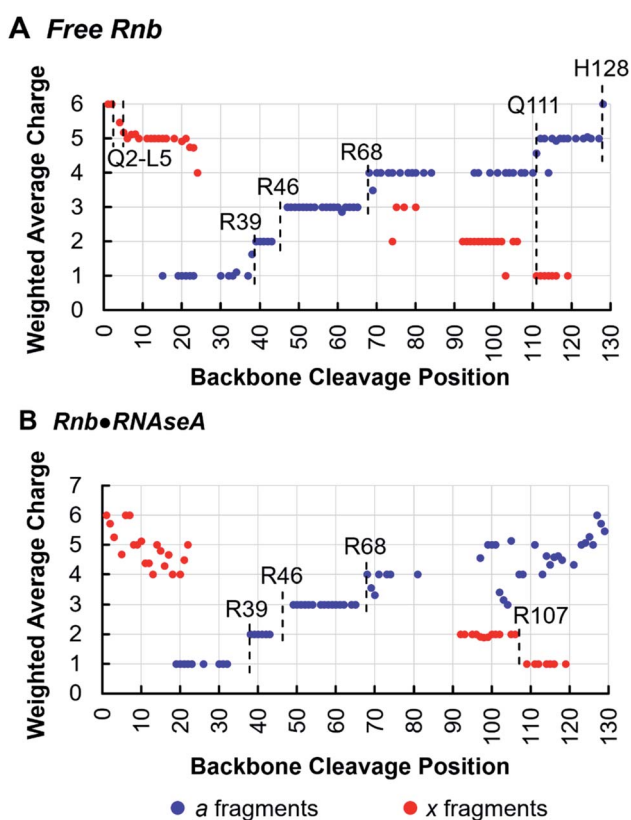 A Free Rnb
Weighted Average Charge
6
5
4
3
2
1
0
Q2-L5
R39
R46
R68
Q111
H128
0 10 20 30 40 50 60 70 80 90 100 110 120 130
Backbone Cleavage Position
B Rnb●RNAseA
Weighted Average Charge
7
6
5
4
3
2
1
0
R39
R46
R68
R107
0 10 20 30 40 50 60 70 80 90 100 110 120 130
Backbone Cleavage Position
a fragments
x fragments